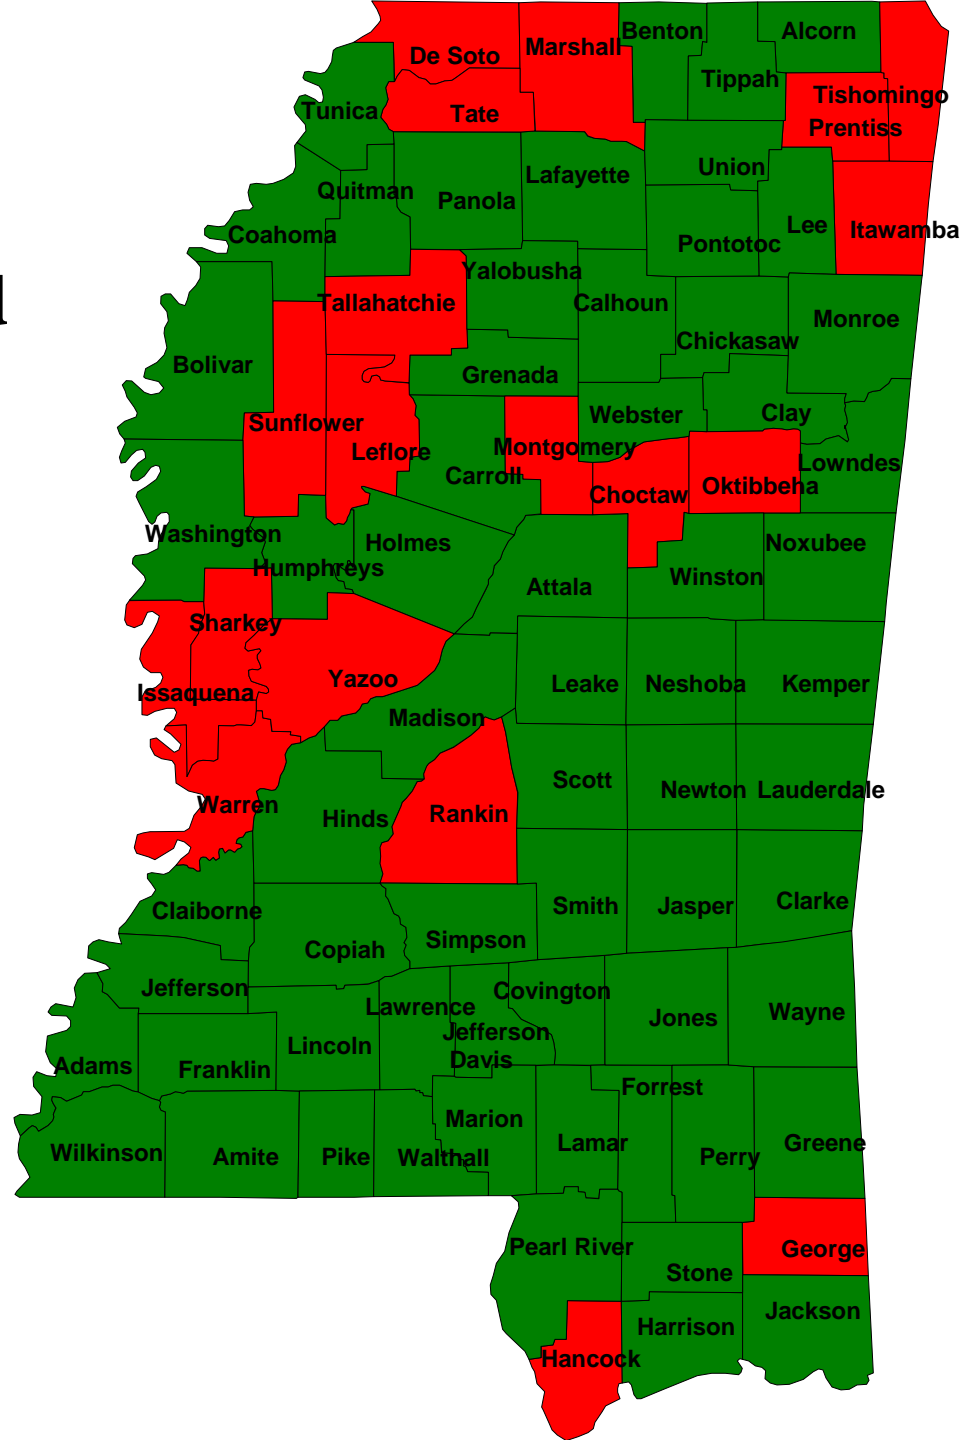 Benton
Alcorn
Marshall
De Soto
Tippah
Tishomingo
Tunica
Tate
Prentiss
Union
Lafayette
Quitman
Panola
Lee
Itawamba
Coahoma
Pontotoc
Yalobusha
Tallahatchie
Calhoun
Monroe
Chickasaw
Bolivar
Grenada
Webster
Clay
Sunflower
Montgomery
Leflore
Lowndes
Carroll
Oktibbeha
Choctaw
Washington
Holmes
Noxubee
Humphreys
Winston
Attala
Sharkey
Yazoo
Leake
Neshoba
Kemper
Issaquena
Madison
Scott
Newton
Lauderdale
Warren
Rankin
Hinds
Clarke
Smith
Jasper
Claiborne
Simpson
Copiah
Jefferson
Covington
Lawrence
Wayne
Jones
Jefferson
Davis
Lincoln
Adams
Franklin
Forrest
Marion
Lamar
Greene
Wilkinson
Amite
Pike
Walthall
Perry
Pearl River
George
Stone
Jackson
Harrison
Hancock